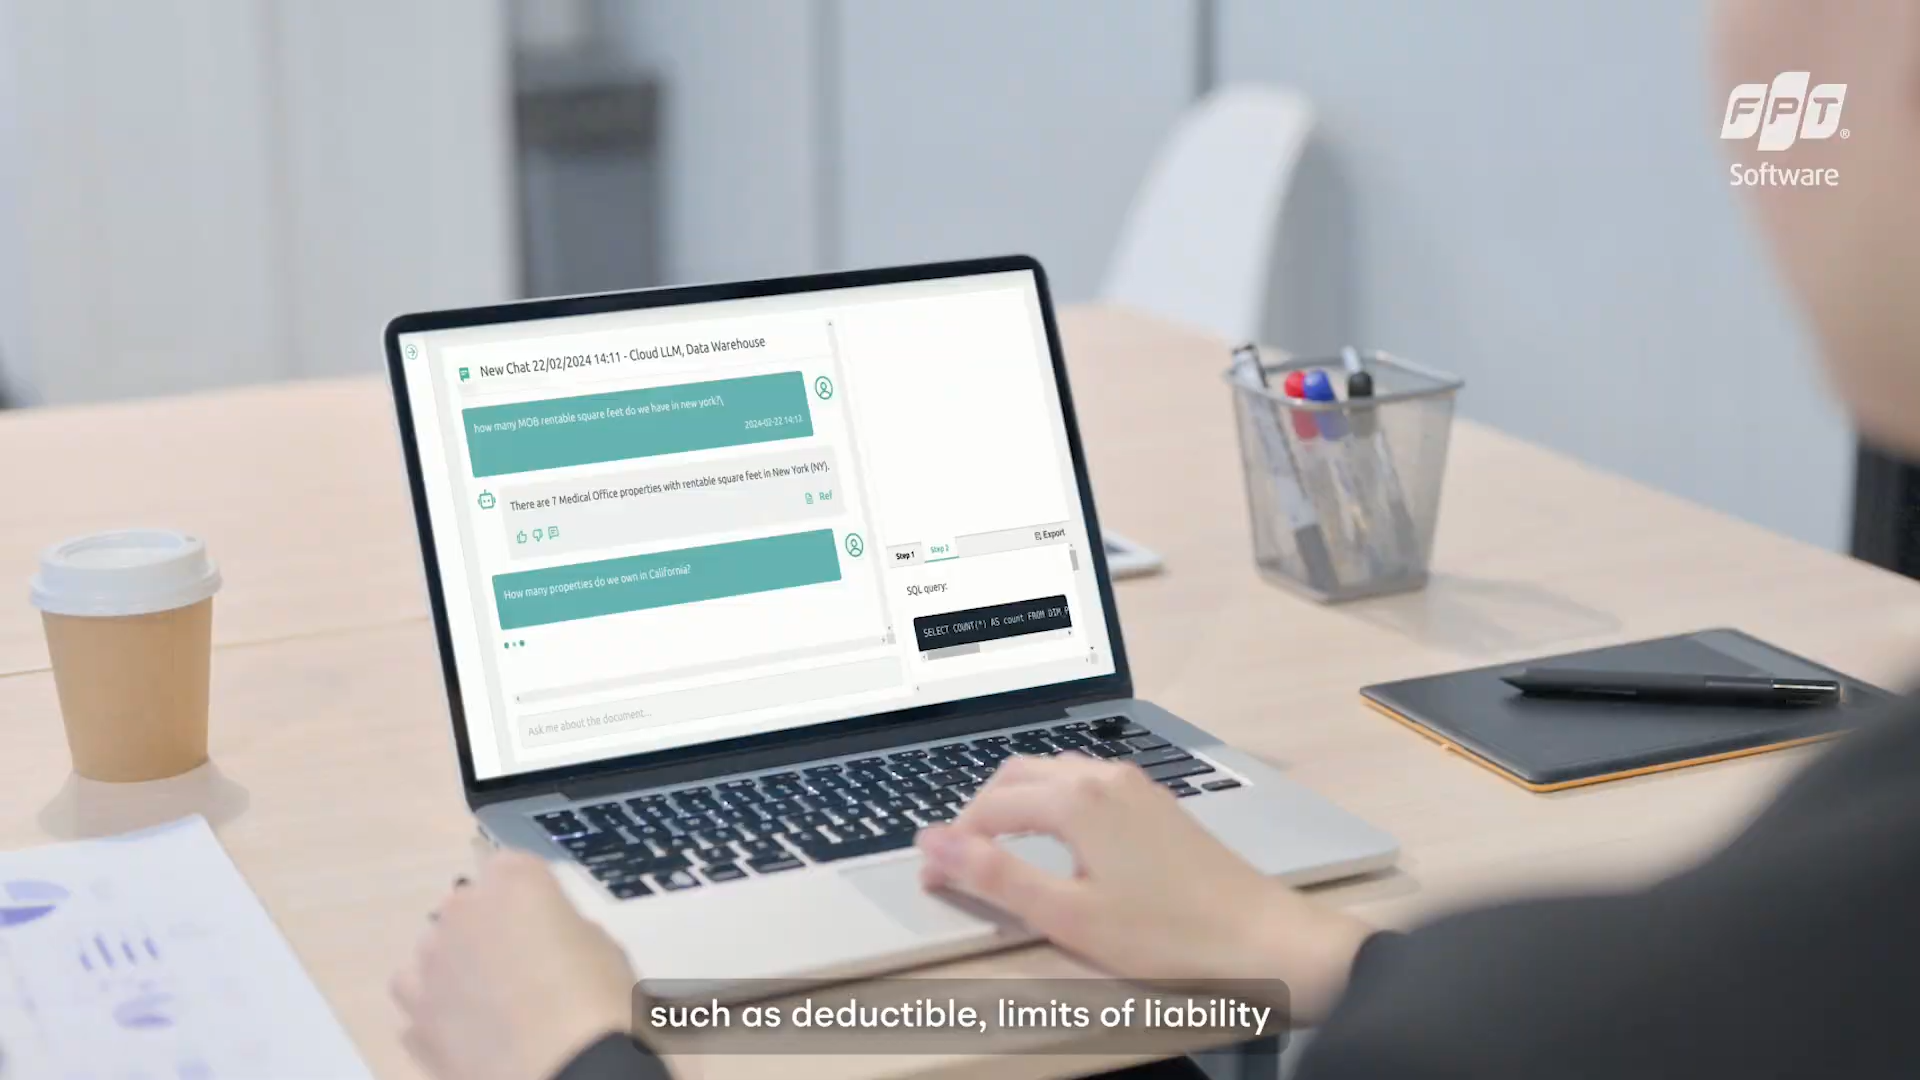 FPT
®
Software
New Chat 22/02/2024 14:11 - Cloud LLM, Data Warehouse
how many MOB rentable square feet do we have in new york?\
2024-02-22 14:12
There are 7 Medical Office properties with rentable square feet in New York (NY).
Ref
How many properties do we own in California?
Ask me about the document...
Step 1
Step 2
Export
SQL query:
SELECT COUNT(*) AS count FROM DIM_P
such as deductible, limits of liability